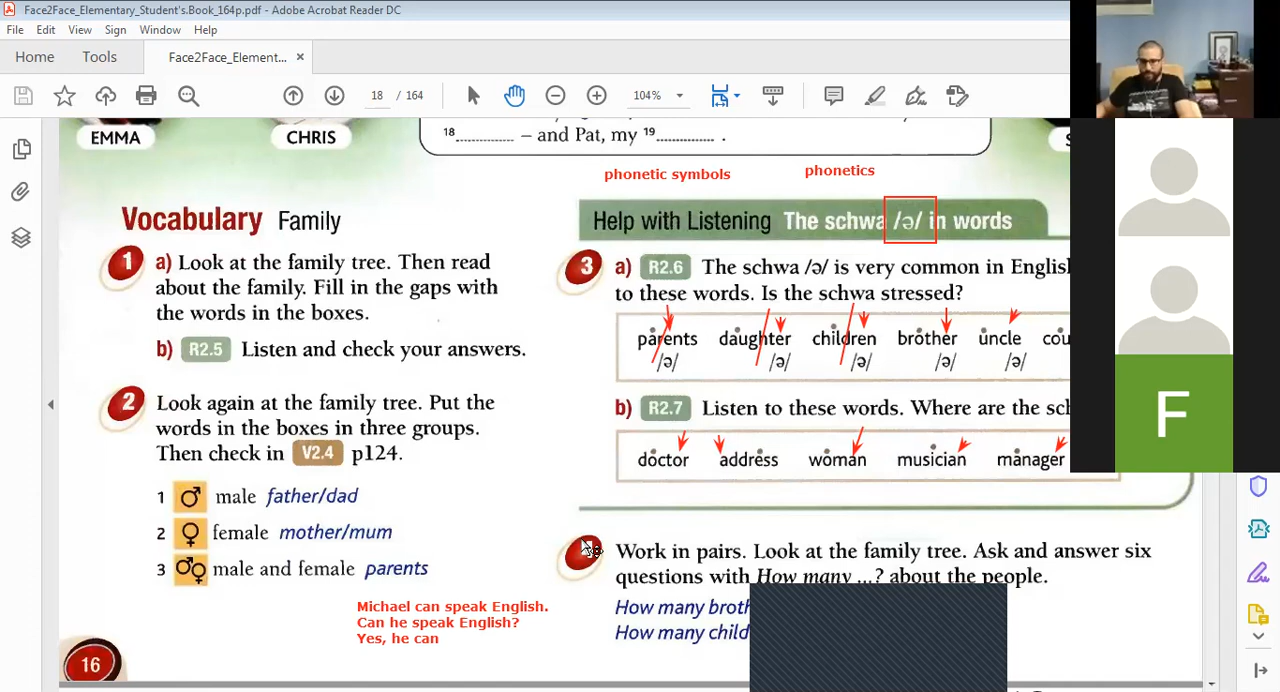 Face2Face_Elementary_Student's.Book_164p.pdf - Adobe Acrobat Reader DC
File Edit View Sign Window Help
Home Tools Face2Face_Element... ×
18 / 164 104%
18 – and Pat, my 19 .
EMMA CHRIS
phonetic symbols phonetics
Vocabulary Family
1 a) Look at the family tree. Then read
about the family. Fill in the gaps with
the words in the boxes.
b) R2.5 Listen and check your answers.
2 Look again at the family tree. Put the
words in the boxes in three groups.
Then check in V2.4 p124.
1 ♂ male father/dad
2 ♀ female mother/mum
3 male and female parents
Michael can speak English.
Can he speak English?
Yes, he can
16
Help with Listening The schwa /ə/ in words
3 a) R2.6 The schwa /ə/ is very common in English
to these words. Is the schwa stressed?
parents daughter children brother uncle cou
/ə/ /ə/ /ə/ /ə/ /ə/
b) R2.7 Listen to these words. Where are the sch
doctor address woman musician manager
Work in pairs. Look at the family tree. Ask and answer six
questions with How many ...? about the people.
How many broth
How many child
F